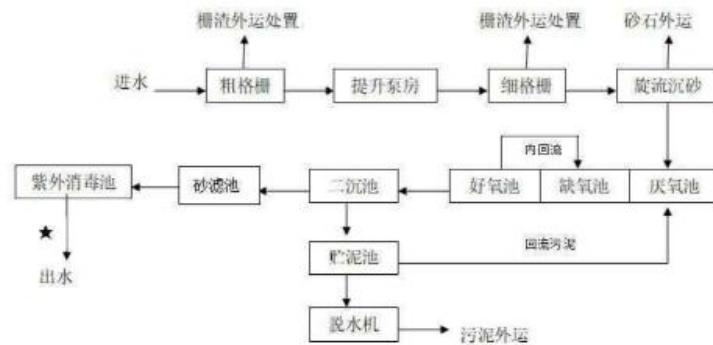 栅渣外运处置
栅渣外运处置
砂石外运
进水
粗格栅
提升泵房
细格栅
旋流沉砂
内回流
紫外消毒池
砂滤池
二沉池
好氧池
缺氧池
厌氧池
★
出水
贮泥池
回流污泥
脱水机
污泥外运